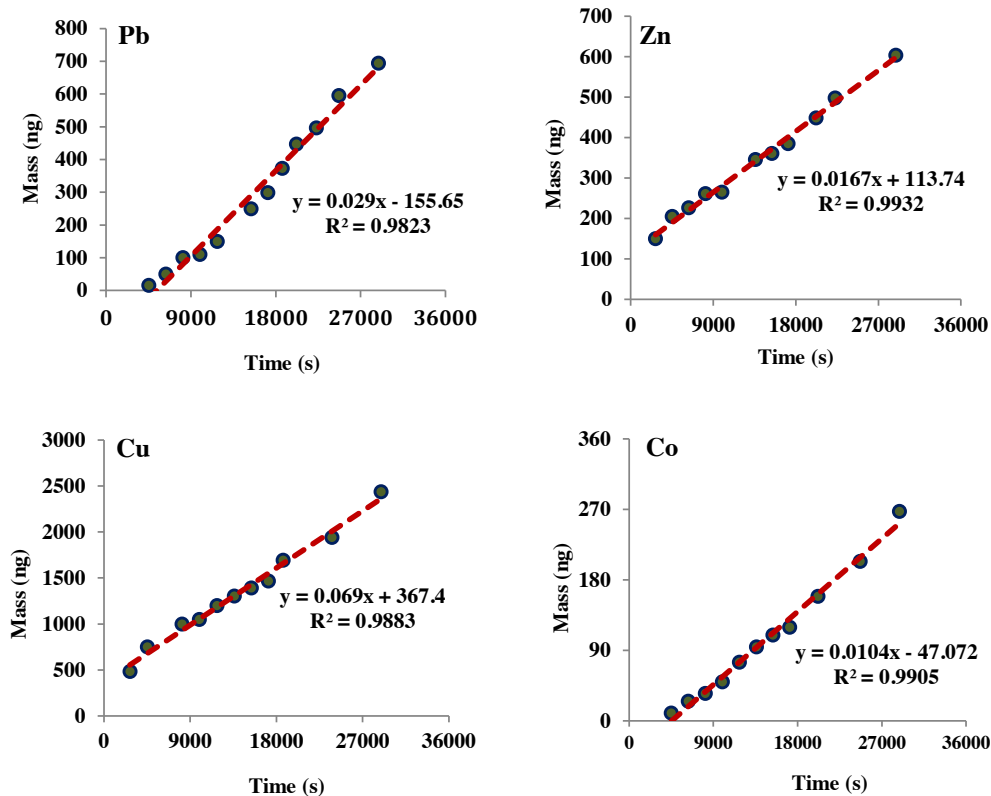 Pb
800
700
600
500
400
300
200
100
0
Mass (ng)
y = 0.029x - 155.65
R² = 0.9823
0 9000 18000 27000 36000
Time (s)
Zn
700
600
500
400
300
200
100
0
Mass (ng)
y = 0.0167x + 113.74
R² = 0.9932
0 9000 18000 27000 36000
Time (s)
Cu
3000
2500
2000
1500
1000
500
0
Mass (ng)
y = 0.069x + 367.4
R² = 0.9883
0 9000 18000 27000 36000
Time (s)
Co
360
270
180
90
0
Mass (ng)
y = 0.0104x - 47.072
R² = 0.9905
0 9000 18000 27000 36000
Time (s)